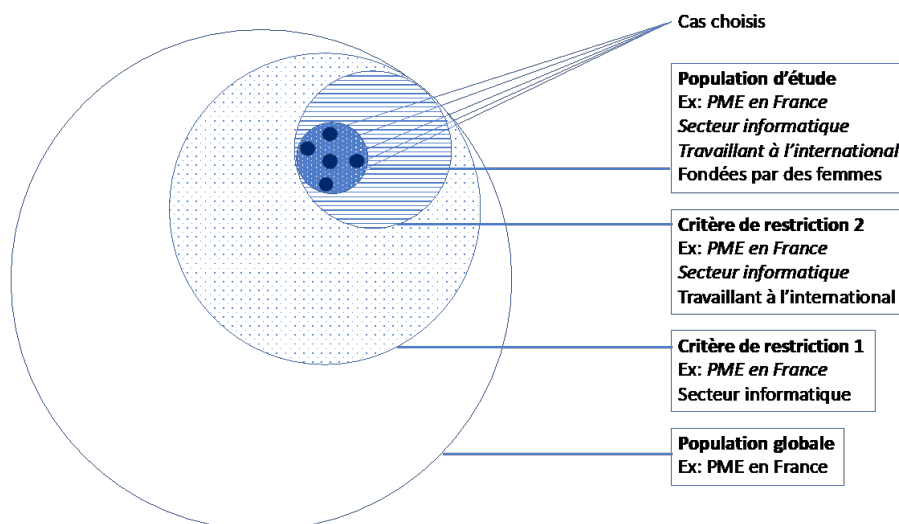 Cas choisis
Population d'étude
Ex: PME en France
Secteur informatique
Travaillant à l'international
Fondées par des femmes
Critère de restriction 2
Ex: PME en France
Secteur informatique
Travaillant à l'international
Critère de restriction 1
Ex: PME en France
Secteur informatique
Population globale
Ex: PME en France